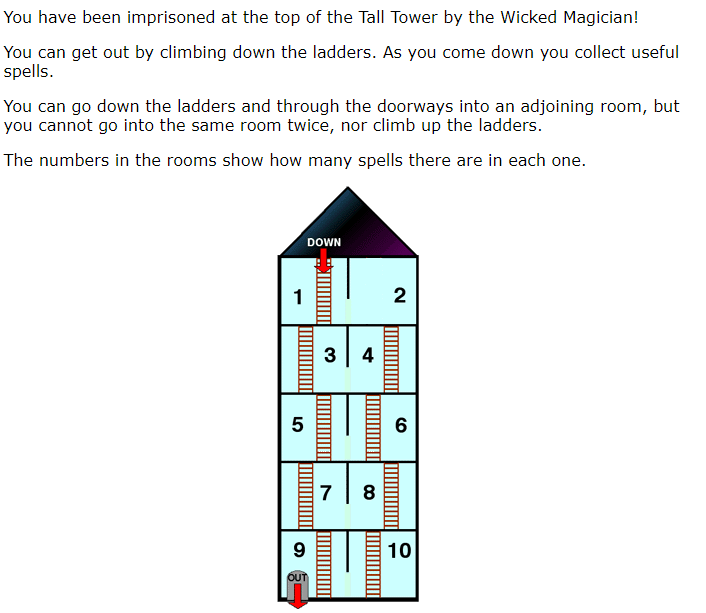 You have been imprisoned at the top of the Tall Tower by the Wicked Magician!
You can get out by climbing down the ladders. As you come down you collect useful
spells.
You can go down the ladders and through the doorways into an adjoining room, but
you cannot go into the same room twice, nor climb up the ladders.
The numbers in the rooms show how many spells there are in each one.
DOWN
1 2
3 4
5 6
7 8
9 10
OUT